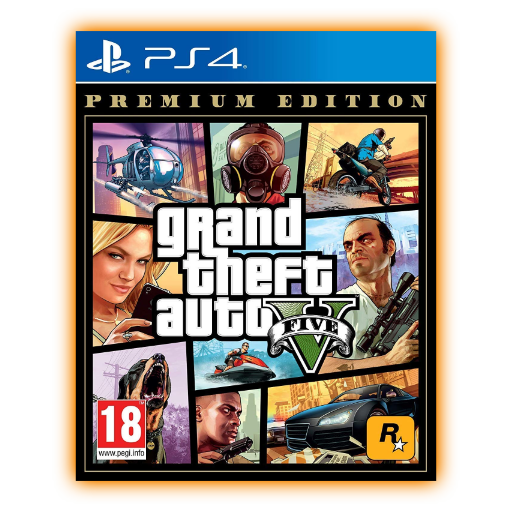 PS4
PREMIUM EDITION
grand
theft
auto
V
FIVE
18
www.pegi.info
R